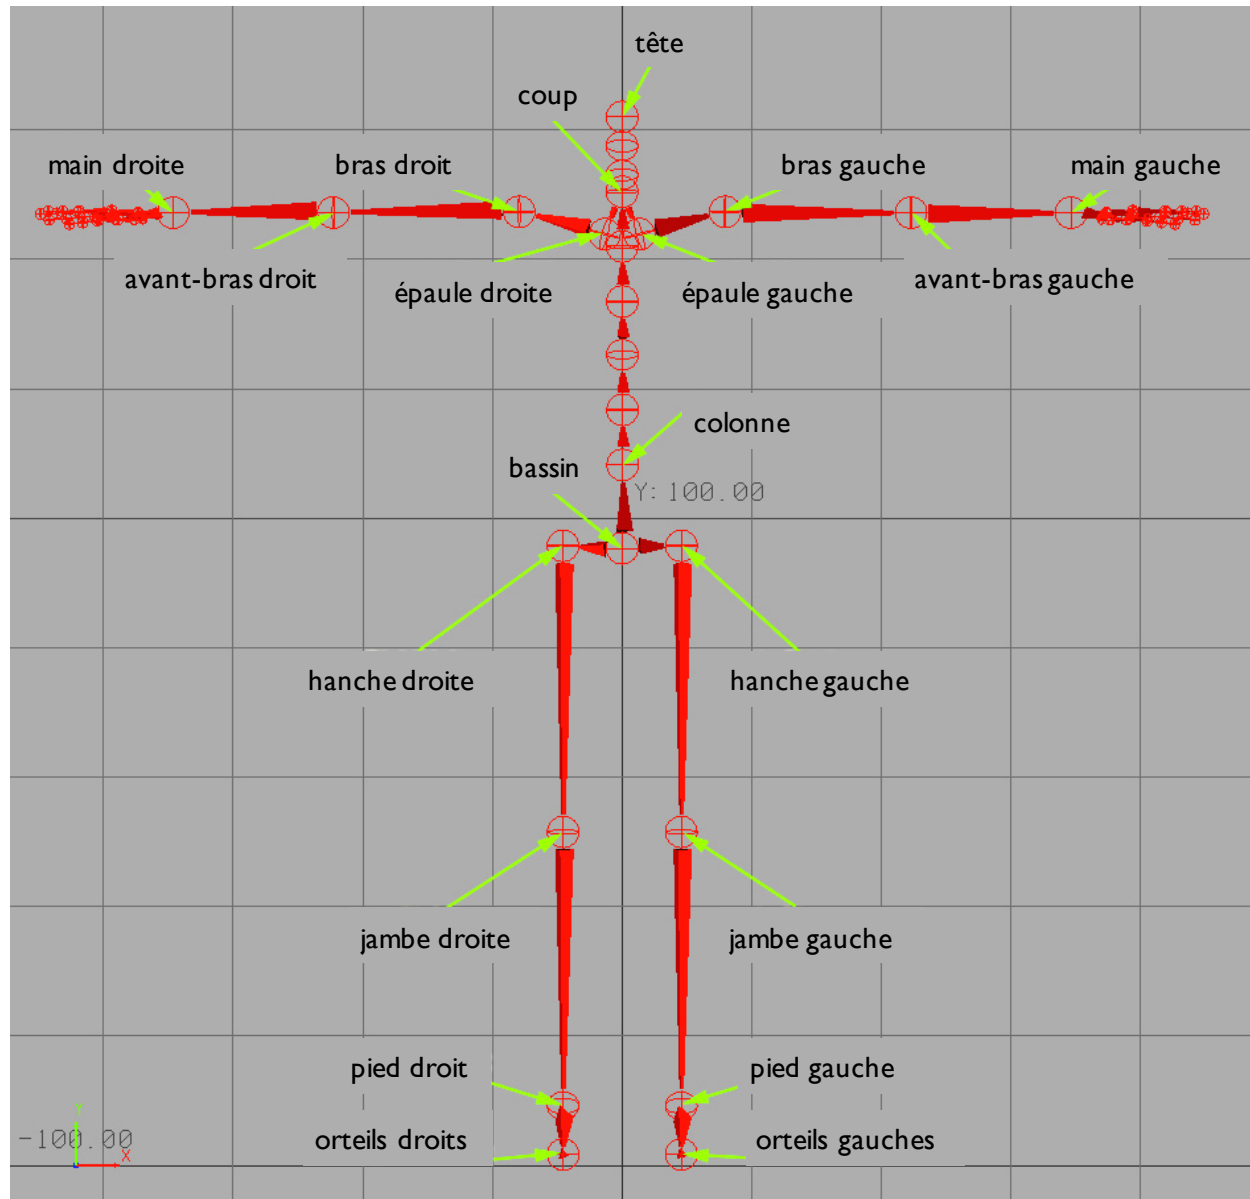 tête
coup
main droite
bras droit
bras gauche
main gauche
avant-bras droit
épaule droite
épaule gauche
avant-bras gauche
colonne
bassin
Y: 100.00
hanche droite
hanche gauche
jambe droite
jambe gauche
pied droit
pied gauche
Y
-100.00
X
orteils droits
orteils gauches